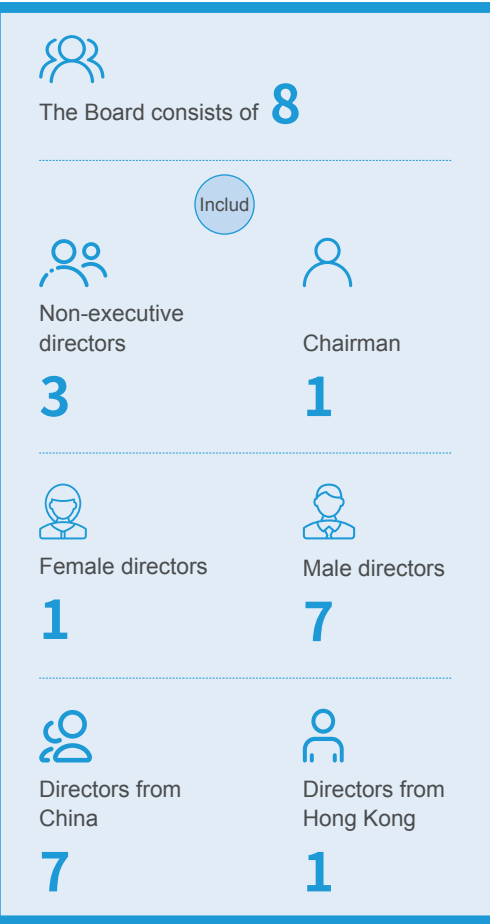 The Board consists of 8
Includ
Non-executive
directors
3
Chairman
1
Female directors
1
Male directors
7
Directors from
China
7
Directors from
Hong Kong
1